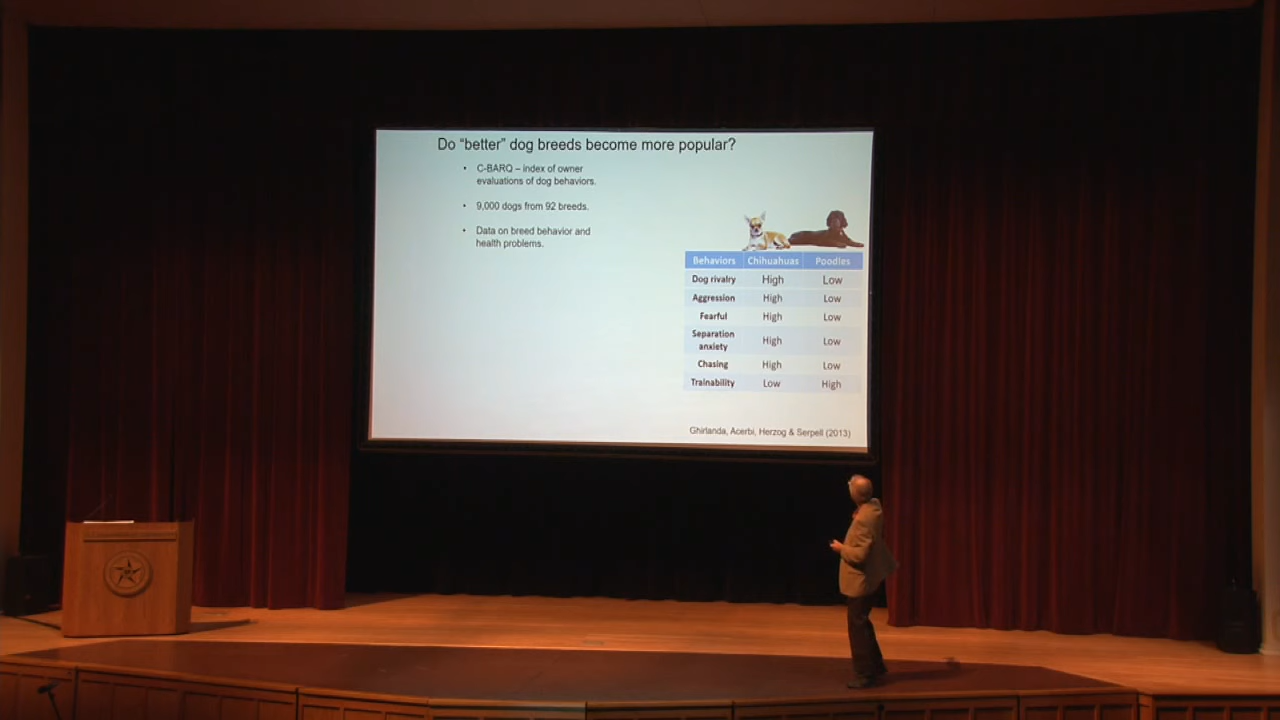 Do “better” dog breeds become more popular?
• C-BARQ – index of owner
evaluations of dog behaviors.
• 9,000 dogs from 92 breeds.
• Data on breed behavior and
health problems.
Behaviors Chihuahuas Poodles
Dog rivalry High Low
Aggression High Low
Fearful High Low
Separation
anxiety High Low
Chasing High Low
Trainability Low High
Ghirlanda, Acerbi, Herzog & Serpell (2013)